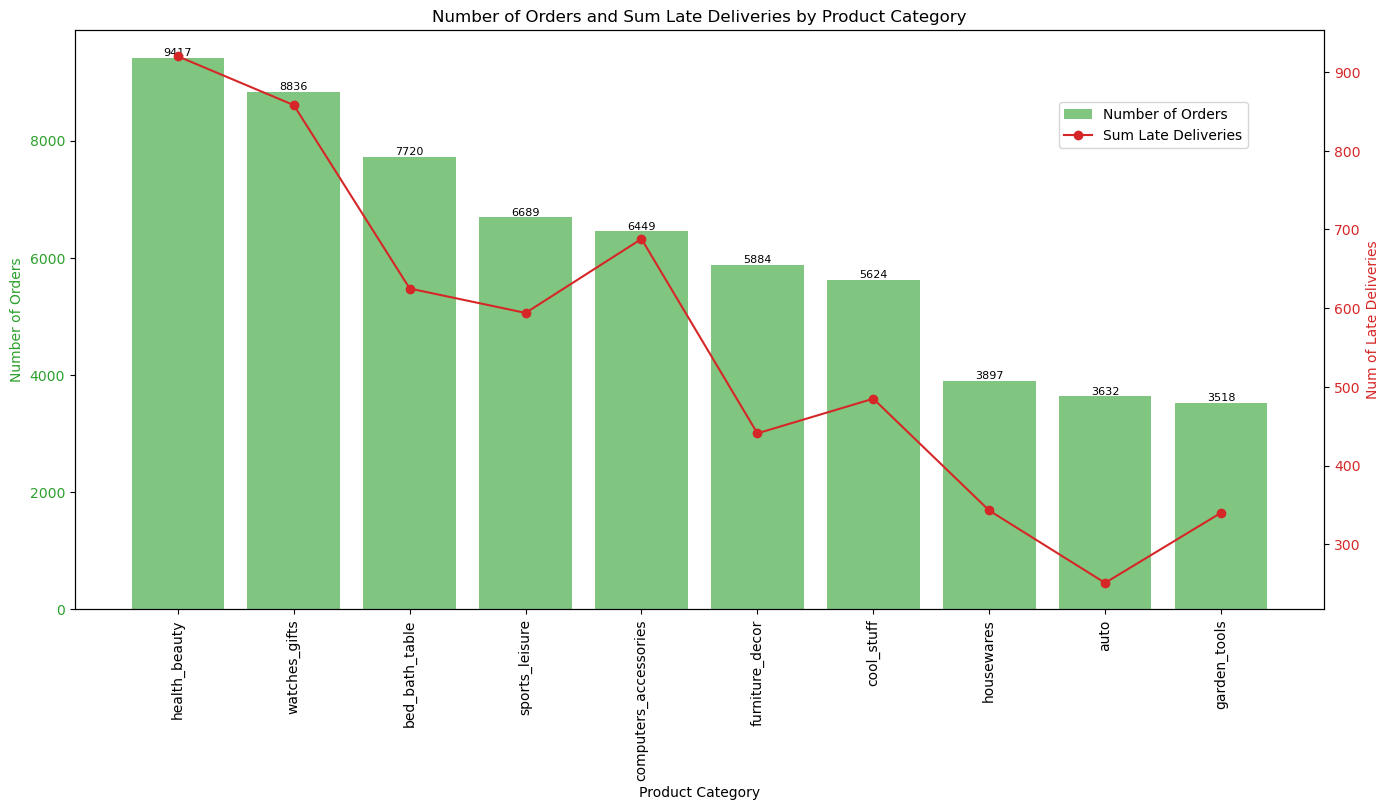 Number of Orders and Sum Late Deliveries by Product Category
Number of Orders
8000
6000
4000
2000
0
9417
8836
7720
6689
6449
5884
5624
3897
3632
3518
Number of Orders
Sum Late Deliveries
900
800
700
600
500
400
300
Num of Late Deliveries
health_beauty
watches_gifts
bed_bath_table
sports_leisure
computers_accessories
furniture_decor
cool_stuff
housewares
auto
garden_tools
Product Category